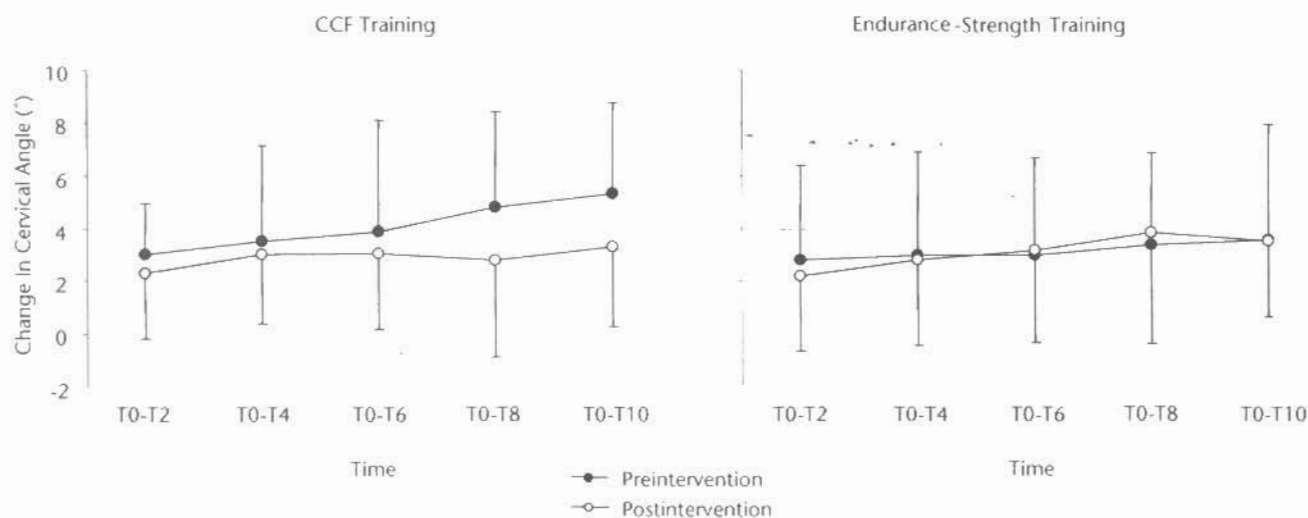 CCF Training
Endurance-Strength Training
Change In Cervical Angle (°)
10
8
6
4
2
0
-2
T0-T2 T0-T4 T0-T6 T0-T8 T0-T10
T0-T2 T0-T4 T0-T6 T0-T8 T0-T10
Time
Time
Preintervention
Postintervention